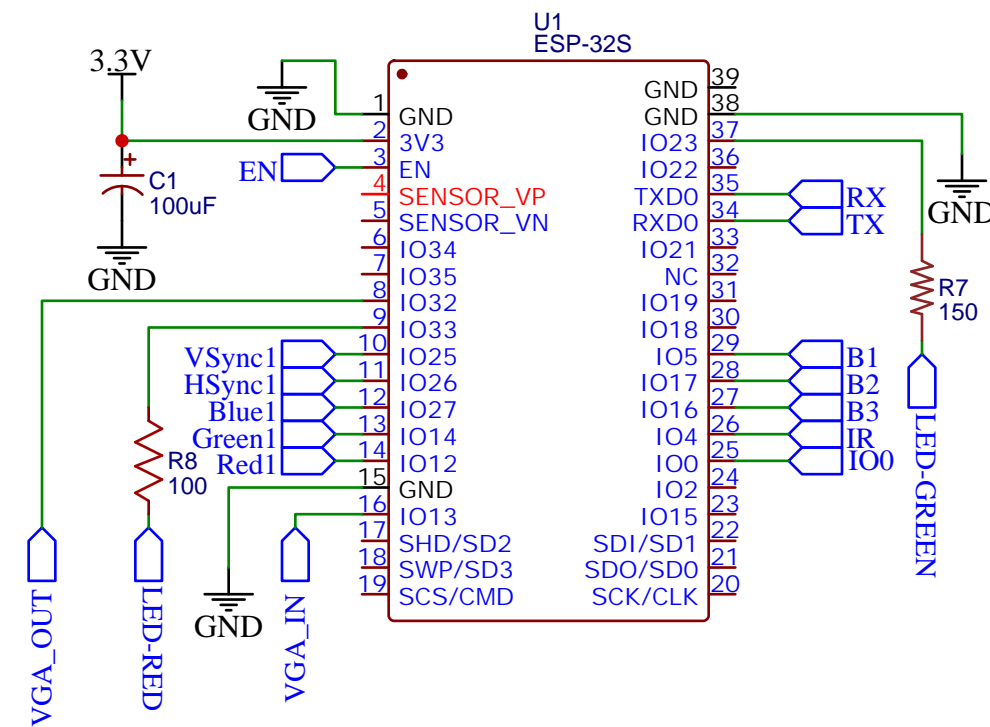 U1
ESP-32S
3.3V
GND
C1
100uF
GND
EN
1 GND
2 3V3
3 EN
4 SENSOR_VP
5 SENSOR_VN
6 IO34
7 IO35
8 IO32
9 IO33
10 IO25
11 IO26
12 IO27
13 IO14
14 IO12
15 GND
16 IO13
17 SHD/SD2
18 SWP/SD3
19 SCS/CMD
GND 39
GND 38
IO23 37
IO22 36
TXD0 35
RXD0 34
IO21 33
NC 32
IO19 31
IO18 30
IO5 29
IO17 28
IO16 27
IO4 26
IO0 25
IO2 24
IO15 23
SDI/SD1 22
SDO/SD0 21
SCK/CLK 20
VSync1
HSync1
Blue1
Green1
Red1
R8
100
GND
VGA_OUT
LED-RED
VGA_IN
RX
TX
GND
R7
150
B1
B2
B3
IR
IO0
LED-GREEN
+